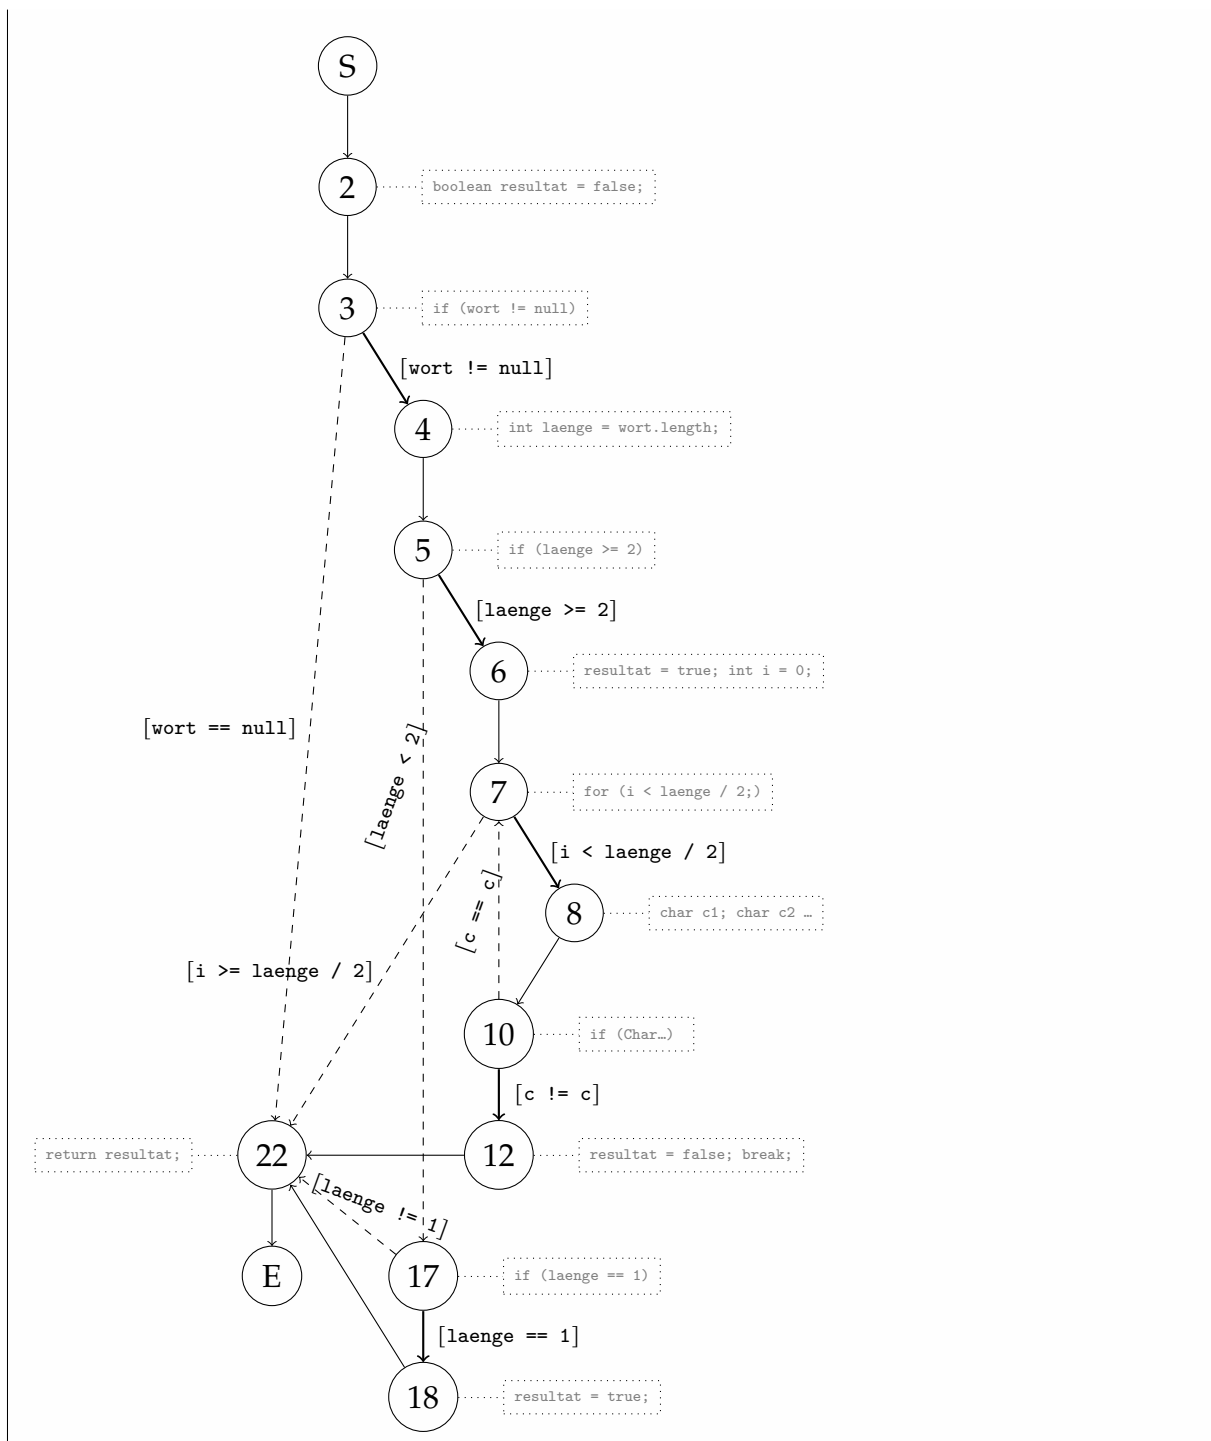 S
2
boolean resultat = false;
3
if (wort != null)
[wort != null]
4
int laenge = wort.length;
5
if (laenge >= 2)
[laenge >= 2]
6
resultat = true; int i = 0;
[wort == null]
[laenge < 2]
7
for (i < laenge / 2;)
[i < laenge / 2]
[c == c]
8
char c1; char c2 …
[i >= laenge / 2]
10
if (Char…)
[c != c]
return resultat;
22
12
resultat = false; break;
[laenge != 1]
E
17
if (laenge == 1)
[laenge == 1]
18
resultat = true;